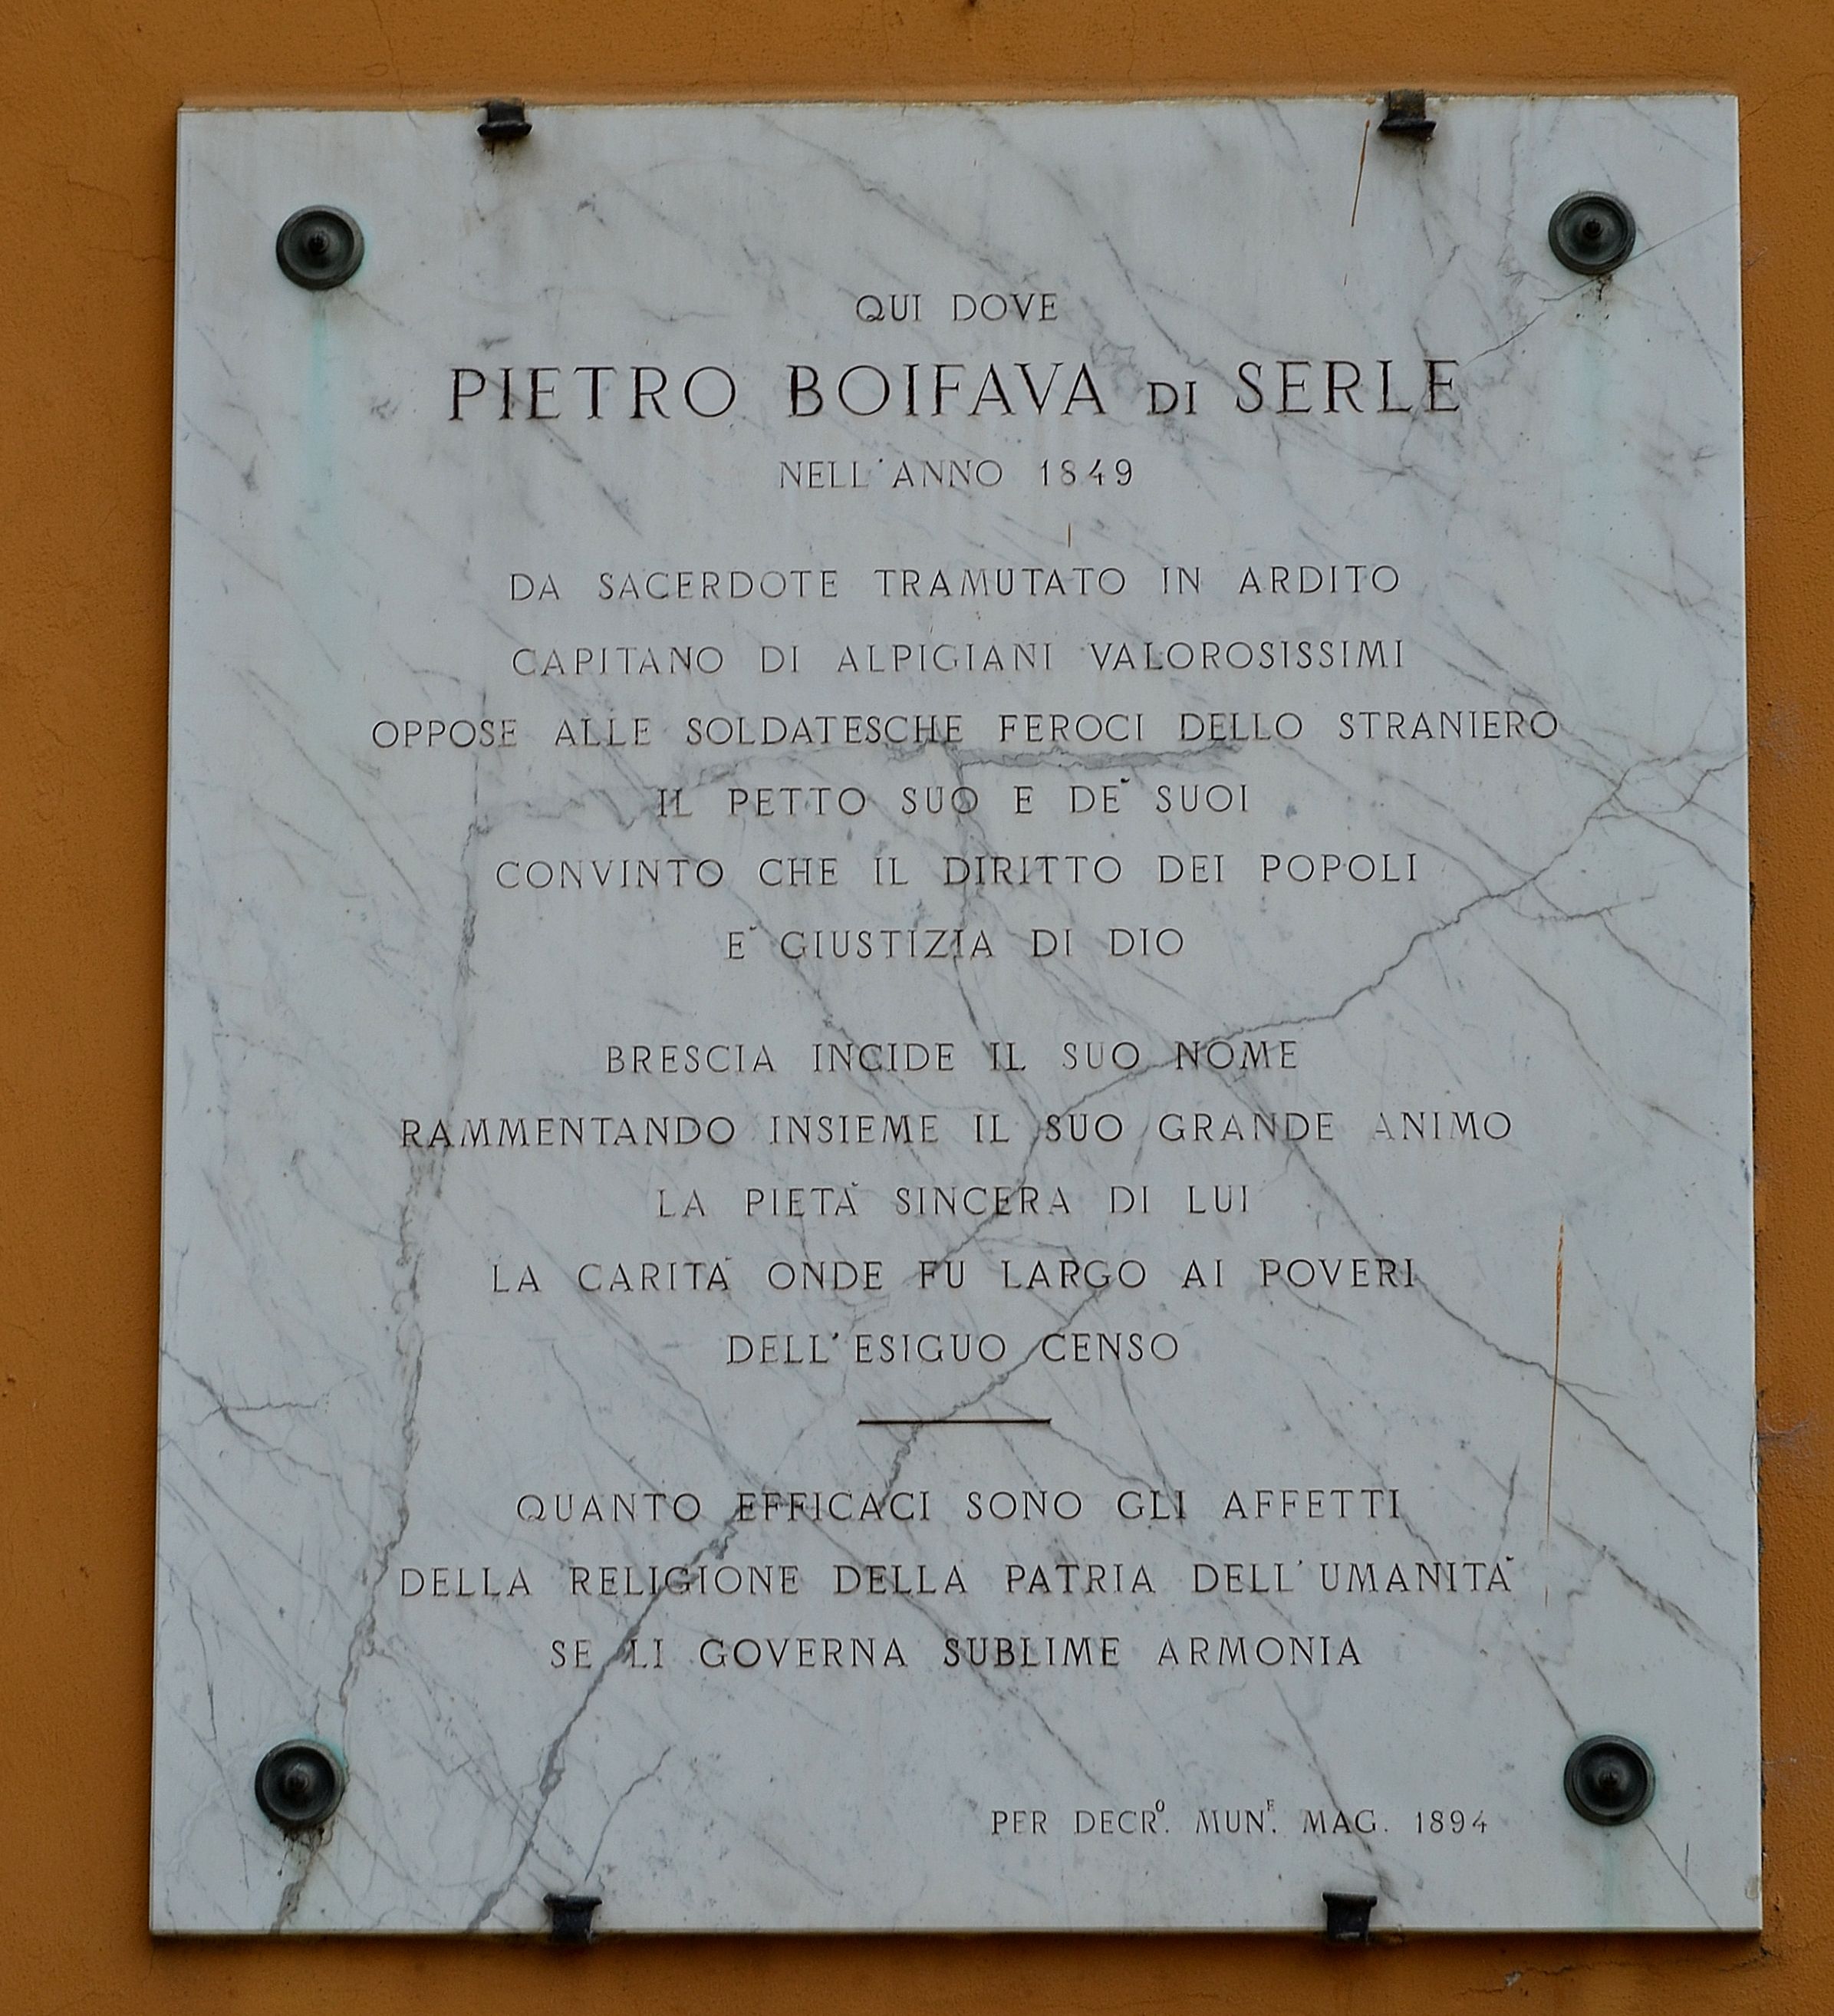 QUI DOVE
PIETRO BOIFAVA DI SERLE
NELL'ANNO 1849
DA SACERDOTE TRAMUTATO IN ARDITO
CAPITANO DI ALPIGIANI VALOROSISSIMI
OPPOSE ALLE SOLDATESCHE FEROCI DELLO STRANIERO
IL PETTO SUO E DE' SUOI
CONVINTO CHE IL DIRITTO DEI POPOLI
E' GIUSTIZIA DI DIO
BRESCIA INCIDE IL SUO NOME
RAMMENTANDO INSIEME IL SUO GRANDE ANIMO
LA PIETÀ SINCERA DI LUI
LA CARITÀ ONDE FU LARGO AI POVERI
DELL'ESIGUO CENSO
QUANTO EFFICACI SONO GLI AFFETTI
DELLA RELIGIONE DELLA PATRIA DELL'UMANITÀ
SE LI GOVERNA SUBLIME ARMONIA
PER DECRº. MUNᴱ. MAG. 1894